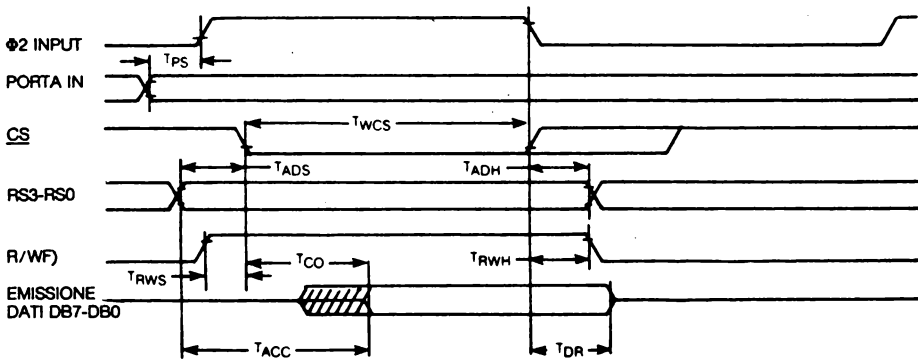 Φ2 INPUT
TPS
PORTA IN
CS
TWCS
TADS
TADH
RS3-RS0
R/WF)
TRWS
TCO
TRWH
EMISSIONE
DATI DB7-DB0
TACC
TDR